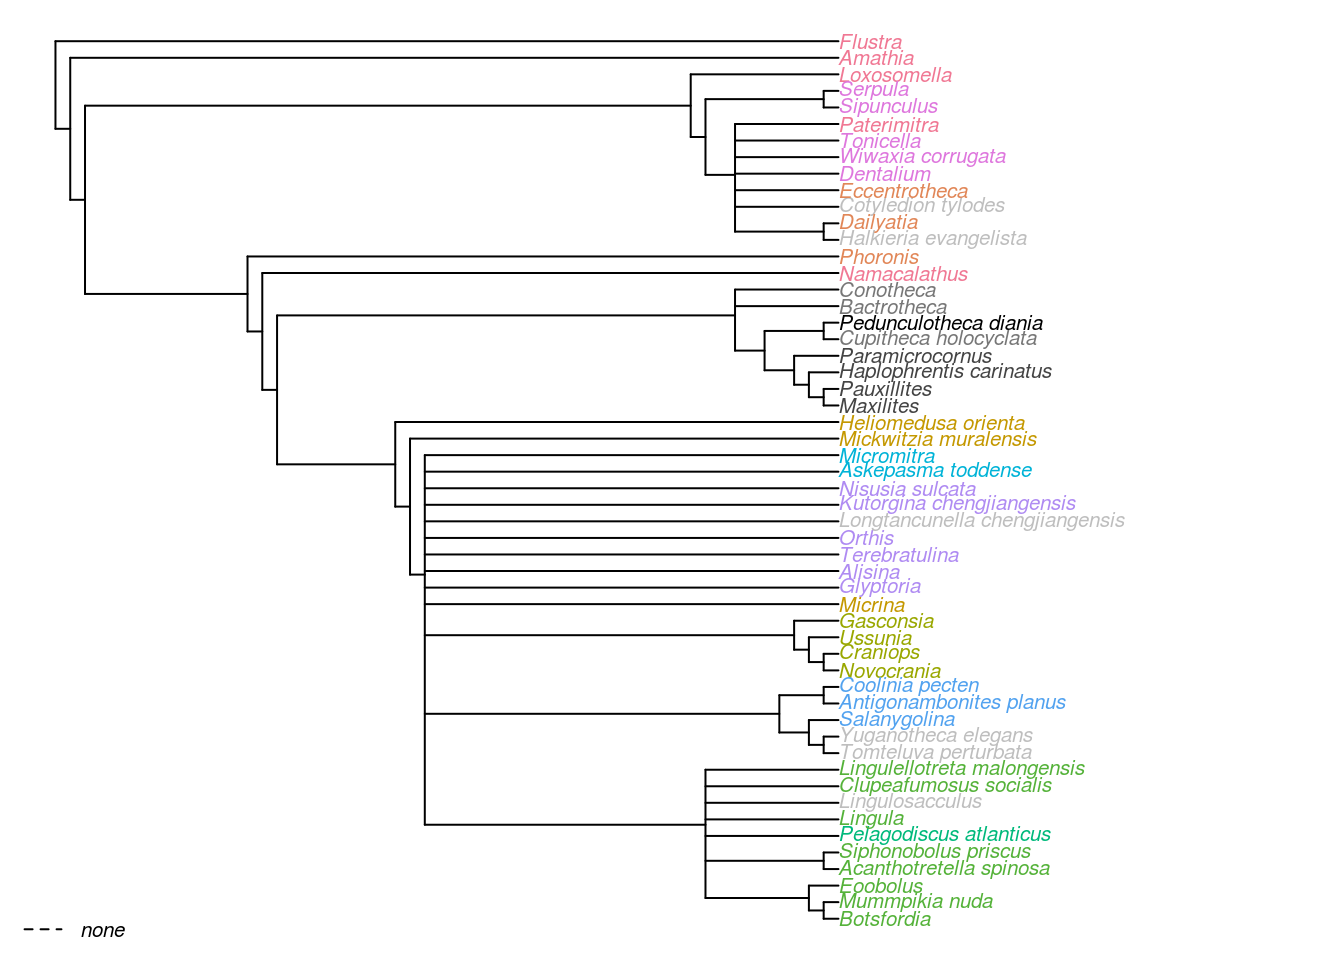 Flustra
Amathia
Loxosomella
Serpula
Sipunculus
Paterimitra
Tonicella
Wiwaxia corrugata
Dentalium
Eccentrotheca
Cotyledion tylodes
Dailyatia
Halkieria evangelista
Phoronis
Namacalathus
Conotheca
Bactrotheca
Pedunculotheca diania
Cupitheca holocyclata
Paramicrocornus
Haplophrentis carinatus
Pauxillites
Maxilites
Heliomedusa orienta
Mickwitzia muralensis
Micromitra
Askepasma toddense
Nisusia sulcata
Kutorgina chengjiangensis
Longtancunella chengjiangensis
Orthis
Terebratulina
Alisina
Glyptoria
Micrina
Gasconsia
Ussunia
Craniops
Novocrania
Coolinia pecten
Antigonambonites planus
Salanygolina
Yuganotheca elegans
Tomteluva perturbata
Lingulellotreta malongensis
Clupeafumosus socialis
Lingulosacculus
Lingula
Pelagodiscus atlanticus
Siphonobolus priscus
Acanthotretella spinosa
Eoobolus
Mummpikia nuda
Botsfordia
none